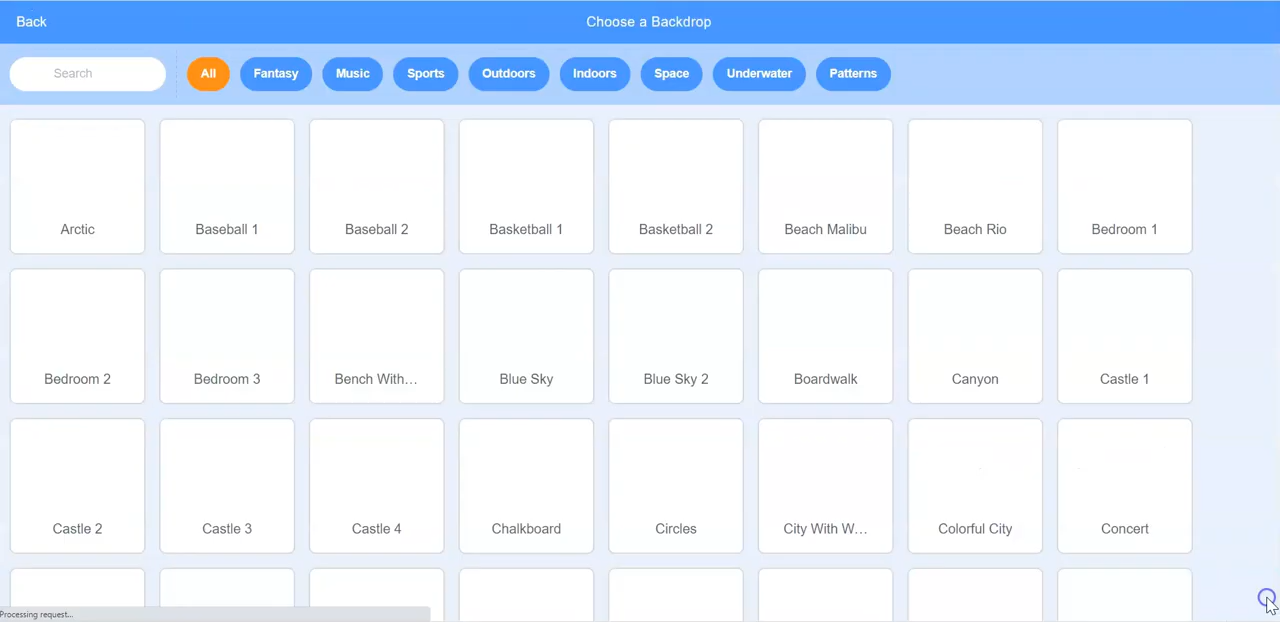 Back
Choose a Backdrop
Search
All
Fantasy
Music
Sports
Outdoors
Indoors
Space
Underwater
Patterns
Arctic
Baseball 1
Baseball 2
Basketball 1
Basketball 2
Beach Malibu
Beach Rio
Bedroom 1
Bedroom 2
Bedroom 3
Bench With...
Blue Sky
Blue Sky 2
Boardwalk
Canyon
Castle 1
Castle 2
Castle 3
Castle 4
Chalkboard
Circles
City With W...
Colorful City
Concert
Processing request...